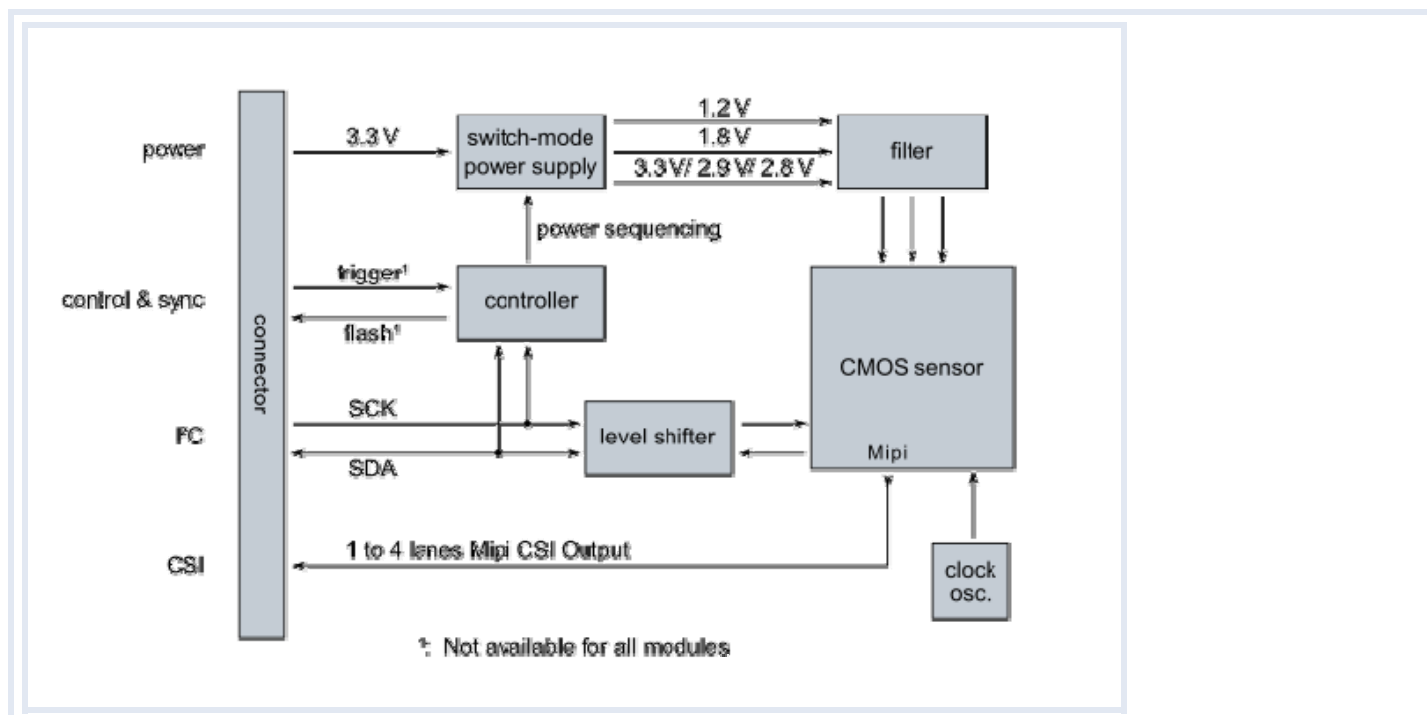 power
3.3 V
switch-mode
power supply
1.2 V
1.8 V
3.3 V/ 2.9 V/ 2.8 V
filter
power sequencing
control & sync
trigger¹
flash¹
controller
connector
CMOS sensor
Mipi
I²C
SCK
SDA
level shifter
CSI
1 to 4 lanes Mipi CSI Output
clock
osc.
¹: Not available for all modules